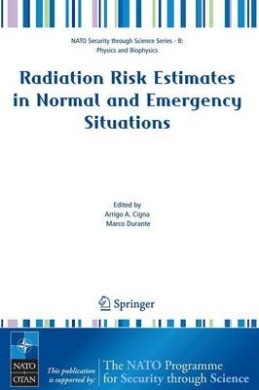 NATO Security through Science Series - B:
Physics and Biophysics
Radiation Risk Estimates
in Normal and Emergency
Situations
Edited by
Arrigo A. Cigna
Marco Durante
Springer
NATO
OTAN
This publication
is supported by:
The NATO Programme
for Security through Science